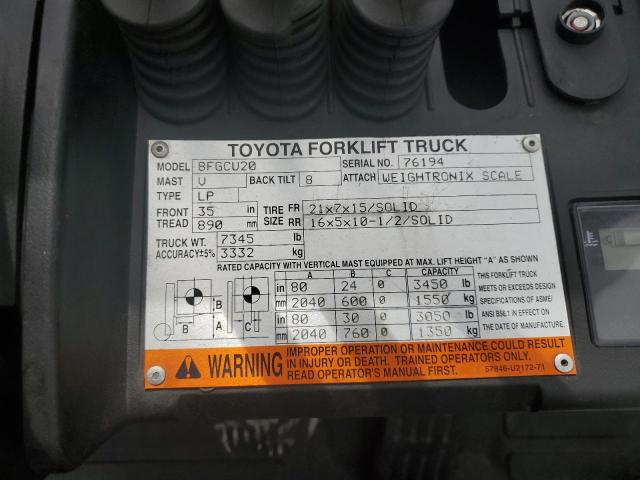 TOYOTA FORKLIFT TRUCK
MODEL 8FGCU20 SERIAL NO. 76194
MAST V BACK TILT 8 ATTACH WEIGHTRONIX SCALE
TYPE LP
FRONT 35 in TIRE FR 21x7x15/SOLID
TREAD 890 mm SIZE RR 16x5x10-1/2/SOLID
TRUCK WT. 7345 lb
ACCURACY±5% 3332 kg
RATED CAPACITY WITH VERTICAL MAST EQUIPPED AT MAX. LIFT HEIGHT "A" AS SHOWN
A B C CAPACITY
in 80 24 0 3450 lb
mm 2040 600 0 1550 kg
in 80 30 0 3050 lb
mm 2040 760 0 1350 kg
B
B A C
THIS FORKLIFT TRUCK
MEETS OR EXCEEDS DESIGN
SPECIFICATIONS OF ASME/
ANSI B56.1 IN EFFECT ON
THE DATE OF MANUFACTURE.
WARNING
IMPROPER OPERATION OR MAINTENANCE COULD RESULT
IN INJURY OR DEATH. TRAINED OPERATORS ONLY.
READ OPERATOR'S MANUAL FIRST.
57846-U2172-71